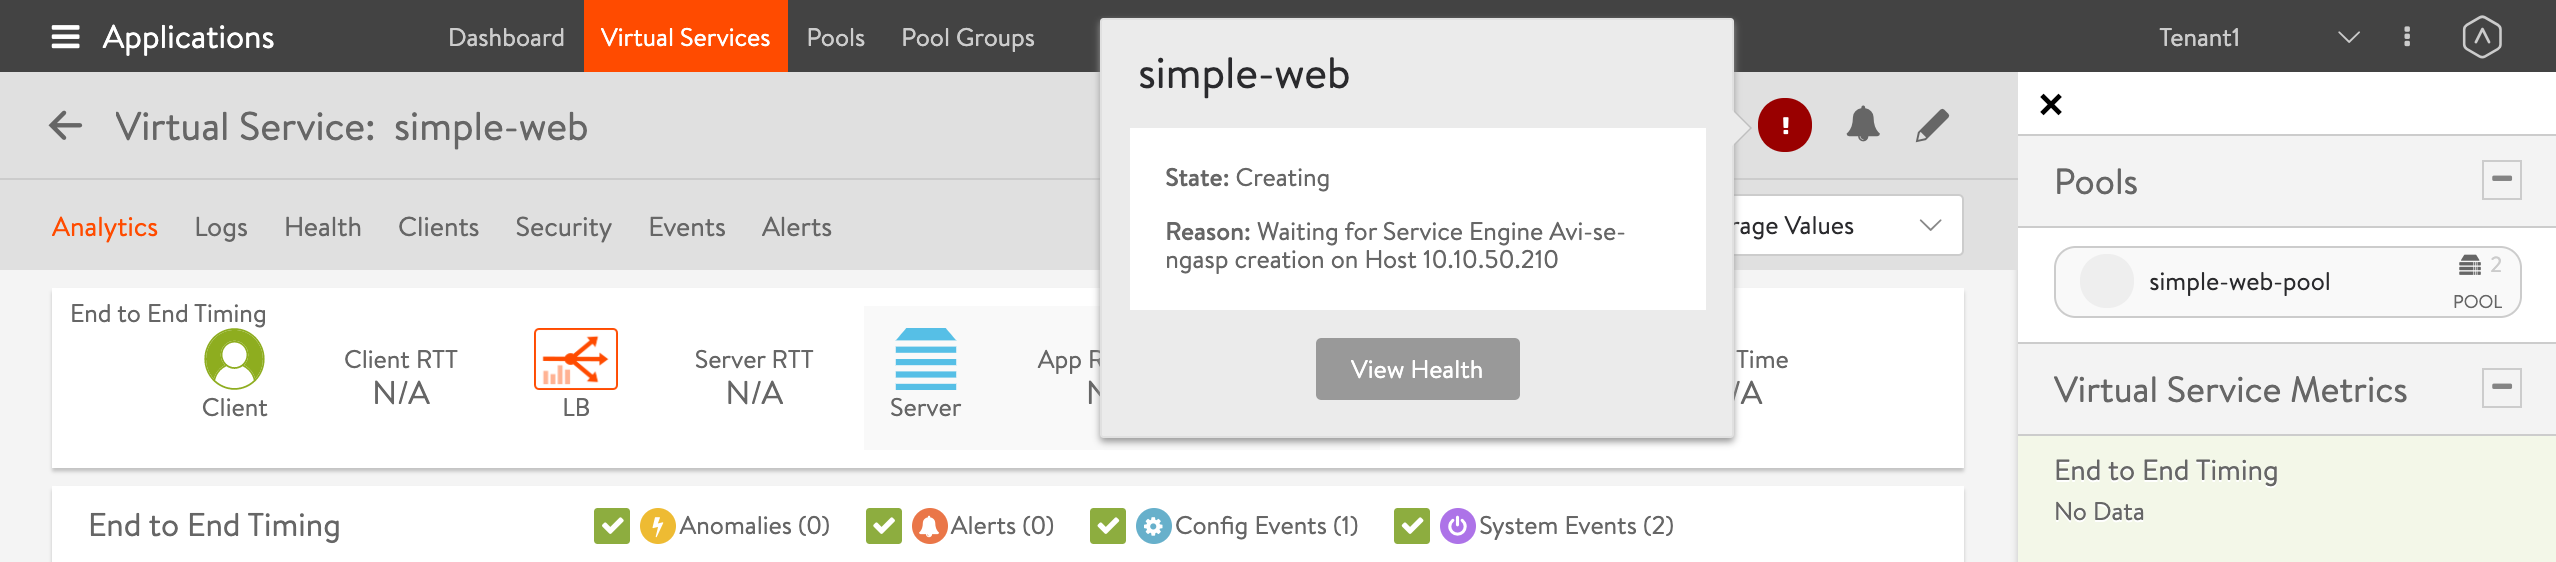 Applications
Dashboard
Virtual Services
Pools
Pool Groups
Tenant1
Virtual Service: simple-web
Analytics
Logs
Health
Clients
Security
Events
Alerts
Values
simple-web
State: Creating
Reason: Waiting for Service Engine Avi-se-
ngasp creation on Host 10.10.50.210
View Health
End to End Timing
Client
Client RTT
N/A
LB
Server RTT
N/A
Server
App
Time
End to End Timing
Anomalies (0)
Alerts (0)
Config Events (1)
System Events (2)
Pools
simple-web-pool
2
POOL
Virtual Service Metrics
End to End Timing
No Data